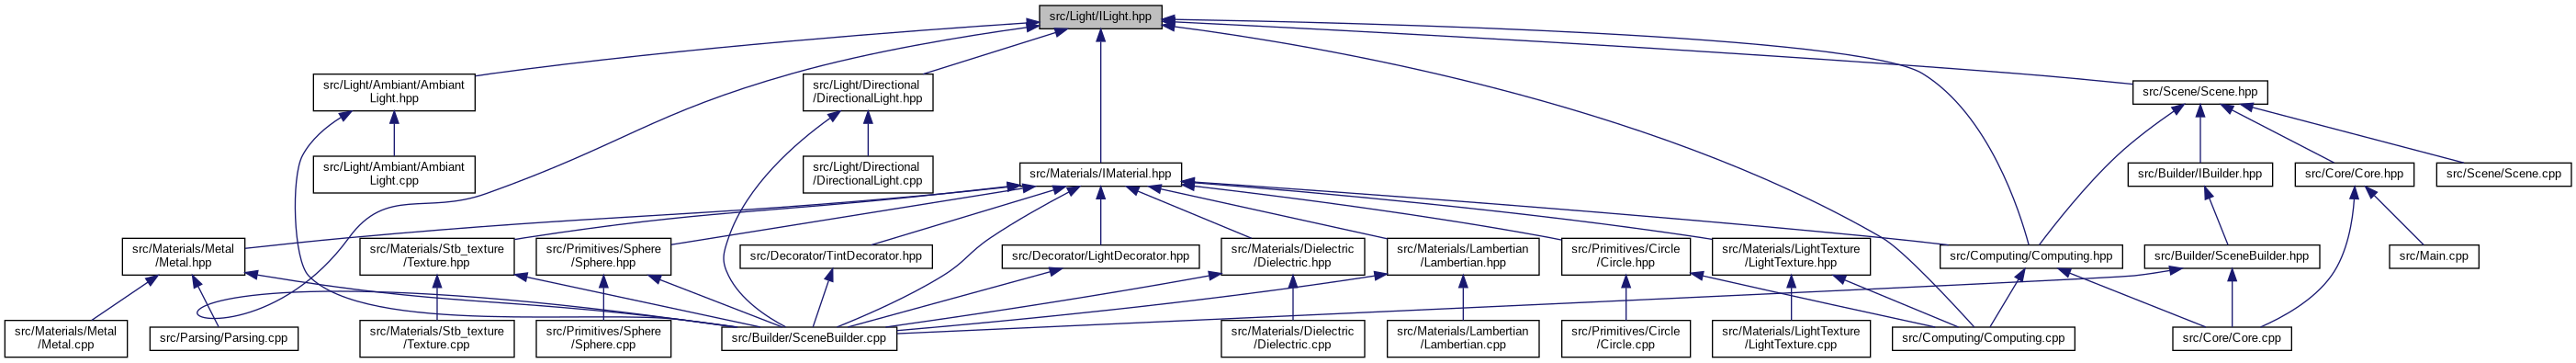 src/Light/ILight.hpp
src/Light/Ambiant/Ambiant
Light.hpp
src/Light/Directional
/DirectionalLight.hpp
src/Scene/Scene.hpp
src/Light/Ambiant/Ambiant
Light.cpp
src/Light/Directional
/DirectionalLight.cpp
src/Materials/IMaterial.hpp
src/Builder/IBuilder.hpp
src/Core/Core.hpp
src/Scene/Scene.cpp
src/Materials/Metal
/Metal.hpp
src/Materials/Stb_texture
/Texture.hpp
src/Primitives/Sphere
/Sphere.hpp
src/Decorator/TintDecorator.hpp
src/Decorator/LightDecorator.hpp
src/Materials/Dielectric
/Dielectric.hpp
src/Materials/Lambertian
/Lambertian.hpp
src/Primitives/Circle
/Circle.hpp
src/Materials/LightTexture
/LightTexture.hpp
src/Computing/Computing.hpp
src/Builder/SceneBuilder.hpp
src/Main.cpp
src/Materials/Metal
/Metal.cpp
src/Parsing/Parsing.cpp
src/Materials/Stb_texture
/Texture.cpp
src/Primitives/Sphere
/Sphere.cpp
src/Builder/SceneBuilder.cpp
src/Materials/Dielectric
/Dielectric.cpp
src/Materials/Lambertian
/Lambertian.cpp
src/Primitives/Circle
/Circle.cpp
src/Materials/LightTexture
/LightTexture.cpp
src/Computing/Computing.cpp
src/Core/Core.cpp